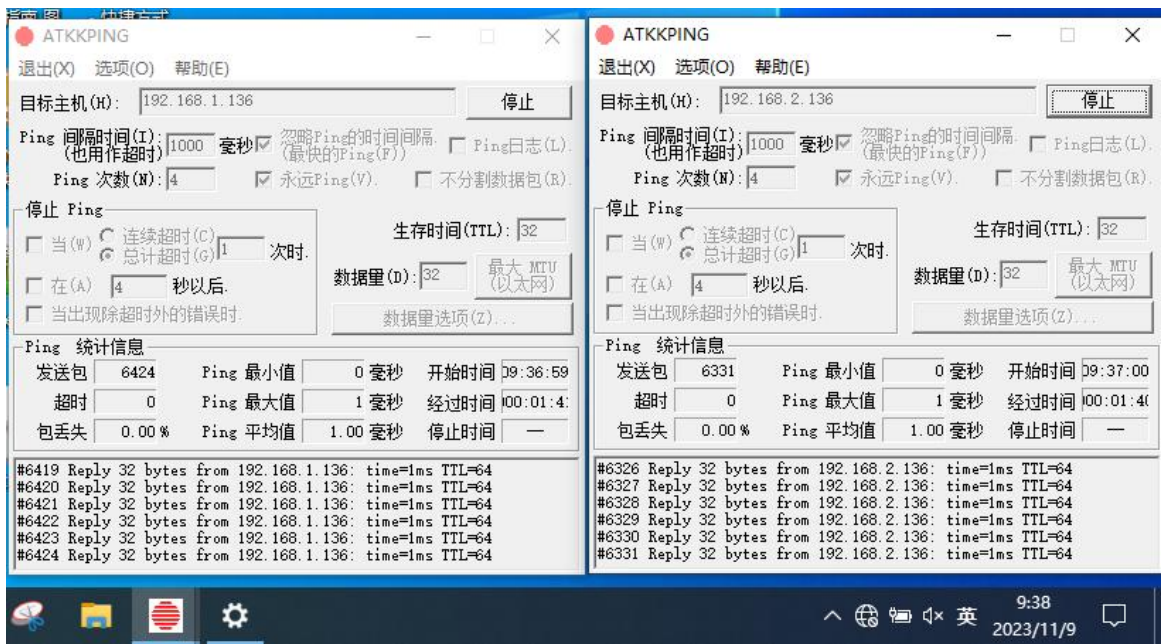 快捷方式
ATKKPING
退出(X) 选项(O) 帮助(E)
目标主机(H): 192.168.1.136 停止
Ping 间隔时间(I): 1000 毫秒 忽略Ping的时间间隔. Ping日志(L).
(也用作超时) (最快的Ping(F))
Ping 次数(N): 4 永远Ping(V). 不分割数据包(R).
停止 Ping
当(W) 连续超时(C) 1 次时.
总计超时(G)
生存时间(TTL): 32
在(A) 4 秒以后.
数据量(D): 32 最大 MTU
(以太网)
当出现除超时外的错误时.
数据量选项(Z)...
Ping 统计信息
发送包 6424 Ping 最小值 0 毫秒 开始时间 09:36:59
超时 0 Ping 最大值 1 毫秒 经过时间 00:01:4
包丢失 0.00 % Ping 平均值 1.00 毫秒 停止时间 —
#6419 Reply 32 bytes from 192.168.1.136: time=1ms TTL=64
#6420 Reply 32 bytes from 192.168.1.136: time=1ms TTL=64
#6421 Reply 32 bytes from 192.168.1.136: time=1ms TTL=64
#6422 Reply 32 bytes from 192.168.1.136: time=1ms TTL=64
#6423 Reply 32 bytes from 192.168.1.136: time=1ms TTL=64
#6424 Reply 32 bytes from 192.168.1.136: time=1ms TTL=64
ATKKPING
退出(X) 选项(O) 帮助(E)
目标主机(H): 192.168.2.136 停止
Ping 间隔时间(I): 1000 毫秒 忽略Ping的时间间隔. Ping日志(L).
(也用作超时) (最快的Ping(F))
Ping 次数(N): 4 永远Ping(V). 不分割数据包(R).
停止 Ping
当(W) 连续超时(C) 1 次时.
总计超时(G)
生存时间(TTL): 32
在(A) 4 秒以后.
数据量(D): 32 最大 MTU
(以太网)
当出现除超时外的错误时.
数据量选项(Z)...
Ping 统计信息
发送包 6331 Ping 最小值 0 毫秒 开始时间 09:37:00
超时 0 Ping 最大值 1 毫秒 经过时间 00:01:4
包丢失 0.00 % Ping 平均值 1.00 毫秒 停止时间 —
#6326 Reply 32 bytes from 192.168.2.136: time=1ms TTL=64
#6327 Reply 32 bytes from 192.168.2.136: time=1ms TTL=64
#6328 Reply 32 bytes from 192.168.2.136: time=1ms TTL=64
#6329 Reply 32 bytes from 192.168.2.136: time=1ms TTL=64
#6330 Reply 32 bytes from 192.168.2.136: time=1ms TTL=64
#6331 Reply 32 bytes from 192.168.2.136: time=1ms TTL=64
英
9:38
2023/11/9